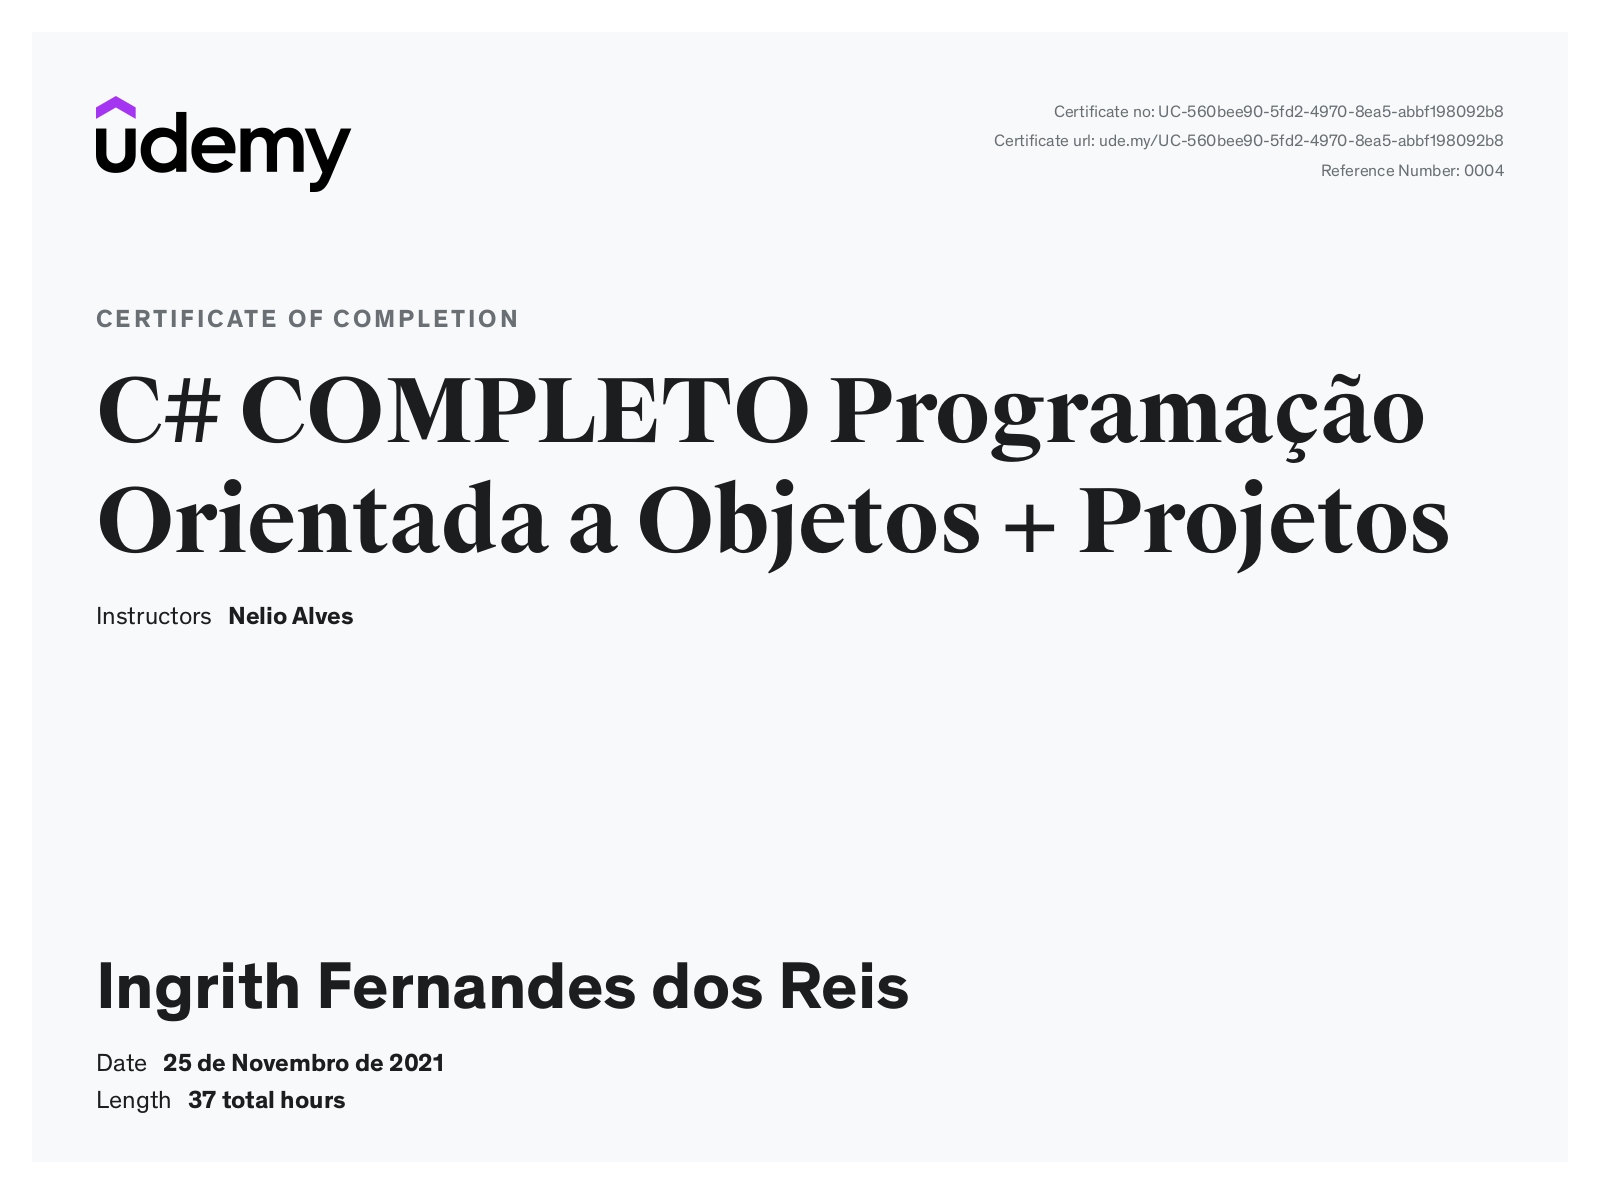 udemy
Certificate no: UC-560bee90-5fd2-4970-8ea5-abbf198092b8
Certificate url: ude.my/UC-560bee90-5fd2-4970-8ea5-abbf198092b8
Reference Number: 0004
CERTIFICATE OF COMPLETION
C# COMPLETO Programação
Orientada a Objetos + Projetos
Instructors Nelio Alves
Ingrith Fernandes dos Reis
Date 25 de Novembro de 2021
Length 37 total hours